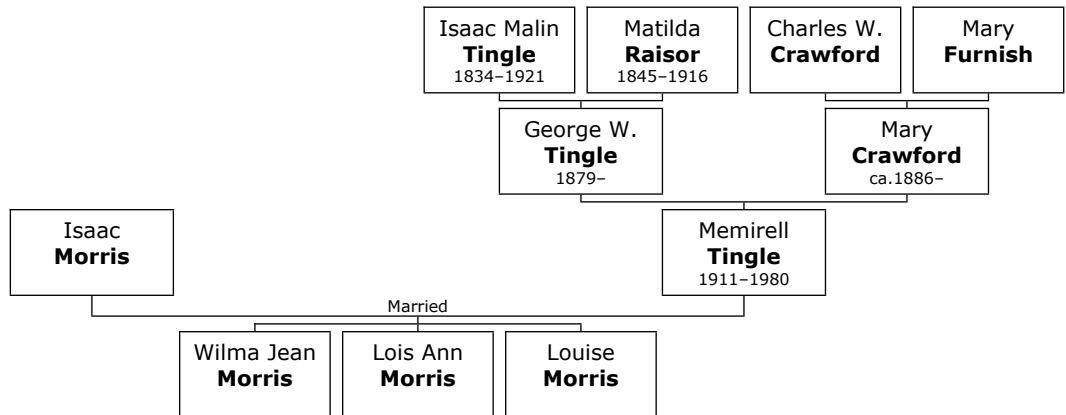 Isaac Malin
Tingle
1834–1921
Matilda
Raisor
1845–1916
Charles W.
Crawford
Mary
Furnish
George W.
Tingle
1879–
Mary
Crawford
ca.1886–
Isaac
Morris
Memirell
Tingle
1911–1980
Married
Wilma Jean
Morris
Lois Ann
Morris
Louise
Morris